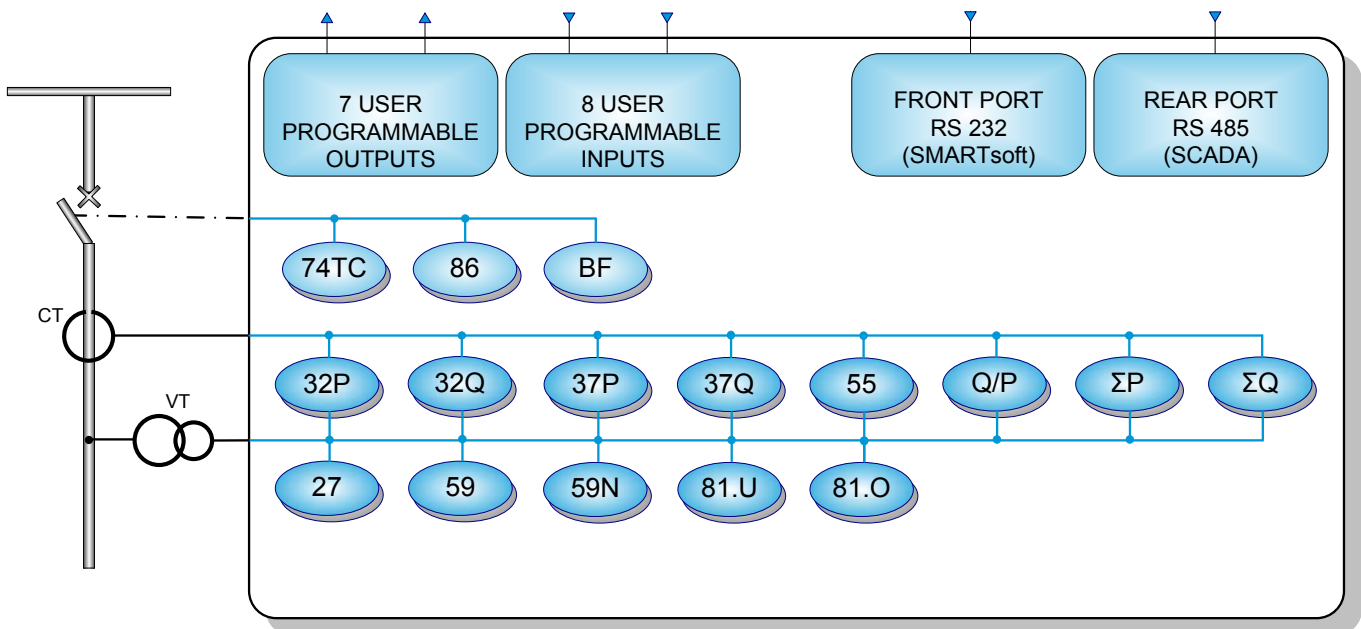 7 USER
PROGRAMMABLE
OUTPUTS
8 USER
PROGRAMMABLE
INPUTS
FRONT PORT
RS 232
(SMARTsoft)
REAR PORT
RS 485
(SCADA)
74TC
86
BF
CT
32P
32Q
37P
37Q
55
Q/P
ΣP
ΣQ
VT
27
59
59N
81.U
81.O